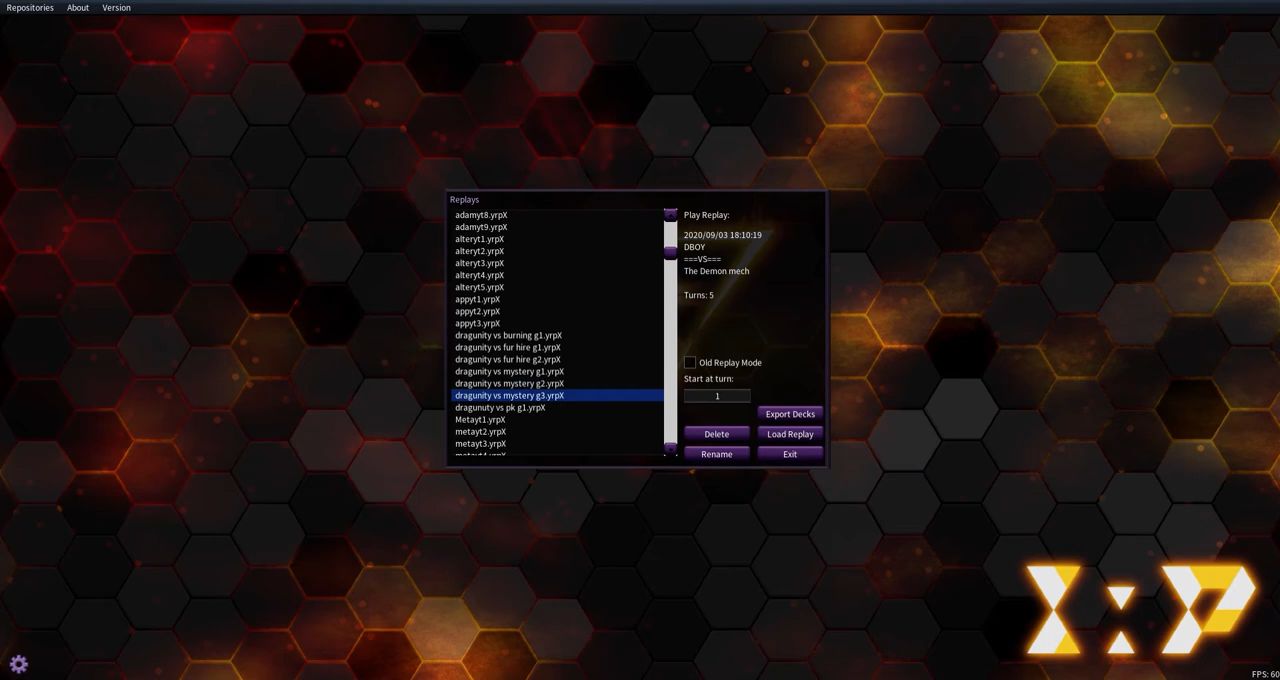 Repositories About Version
Replays
adamyt8.yrpX
adamyt9.yrpX
alteryt1.yrpX
alteryt2.yrpX
alteryt3.yrpX
alteryt4.yrpX
alteryt5.yrpX
appyt1.yrpX
appyt2.yrpX
appyt3.yrpX
dragunity vs burning g1.yrpX
dragunity vs fur hire g1.yrpX
dragunity vs fur hire g2.yrpX
dragunity vs mystery g1.yrpX
dragunity vs mystery g2.yrpX
dragunity vs mystery g3.yrpX
dragunuty vs pk g1.yrpX
Metayt1.yrpX
metayt2.yrpX
metayt3.yrpX
Play Replay:
2020/09/03 18:10:19
DBOY
===VS===
The Demon mech
Turns: 5
Old Replay Mode
Start at turn:
1
Export Decks
Delete Load Replay
Rename Exit
X:P
FPS: 60